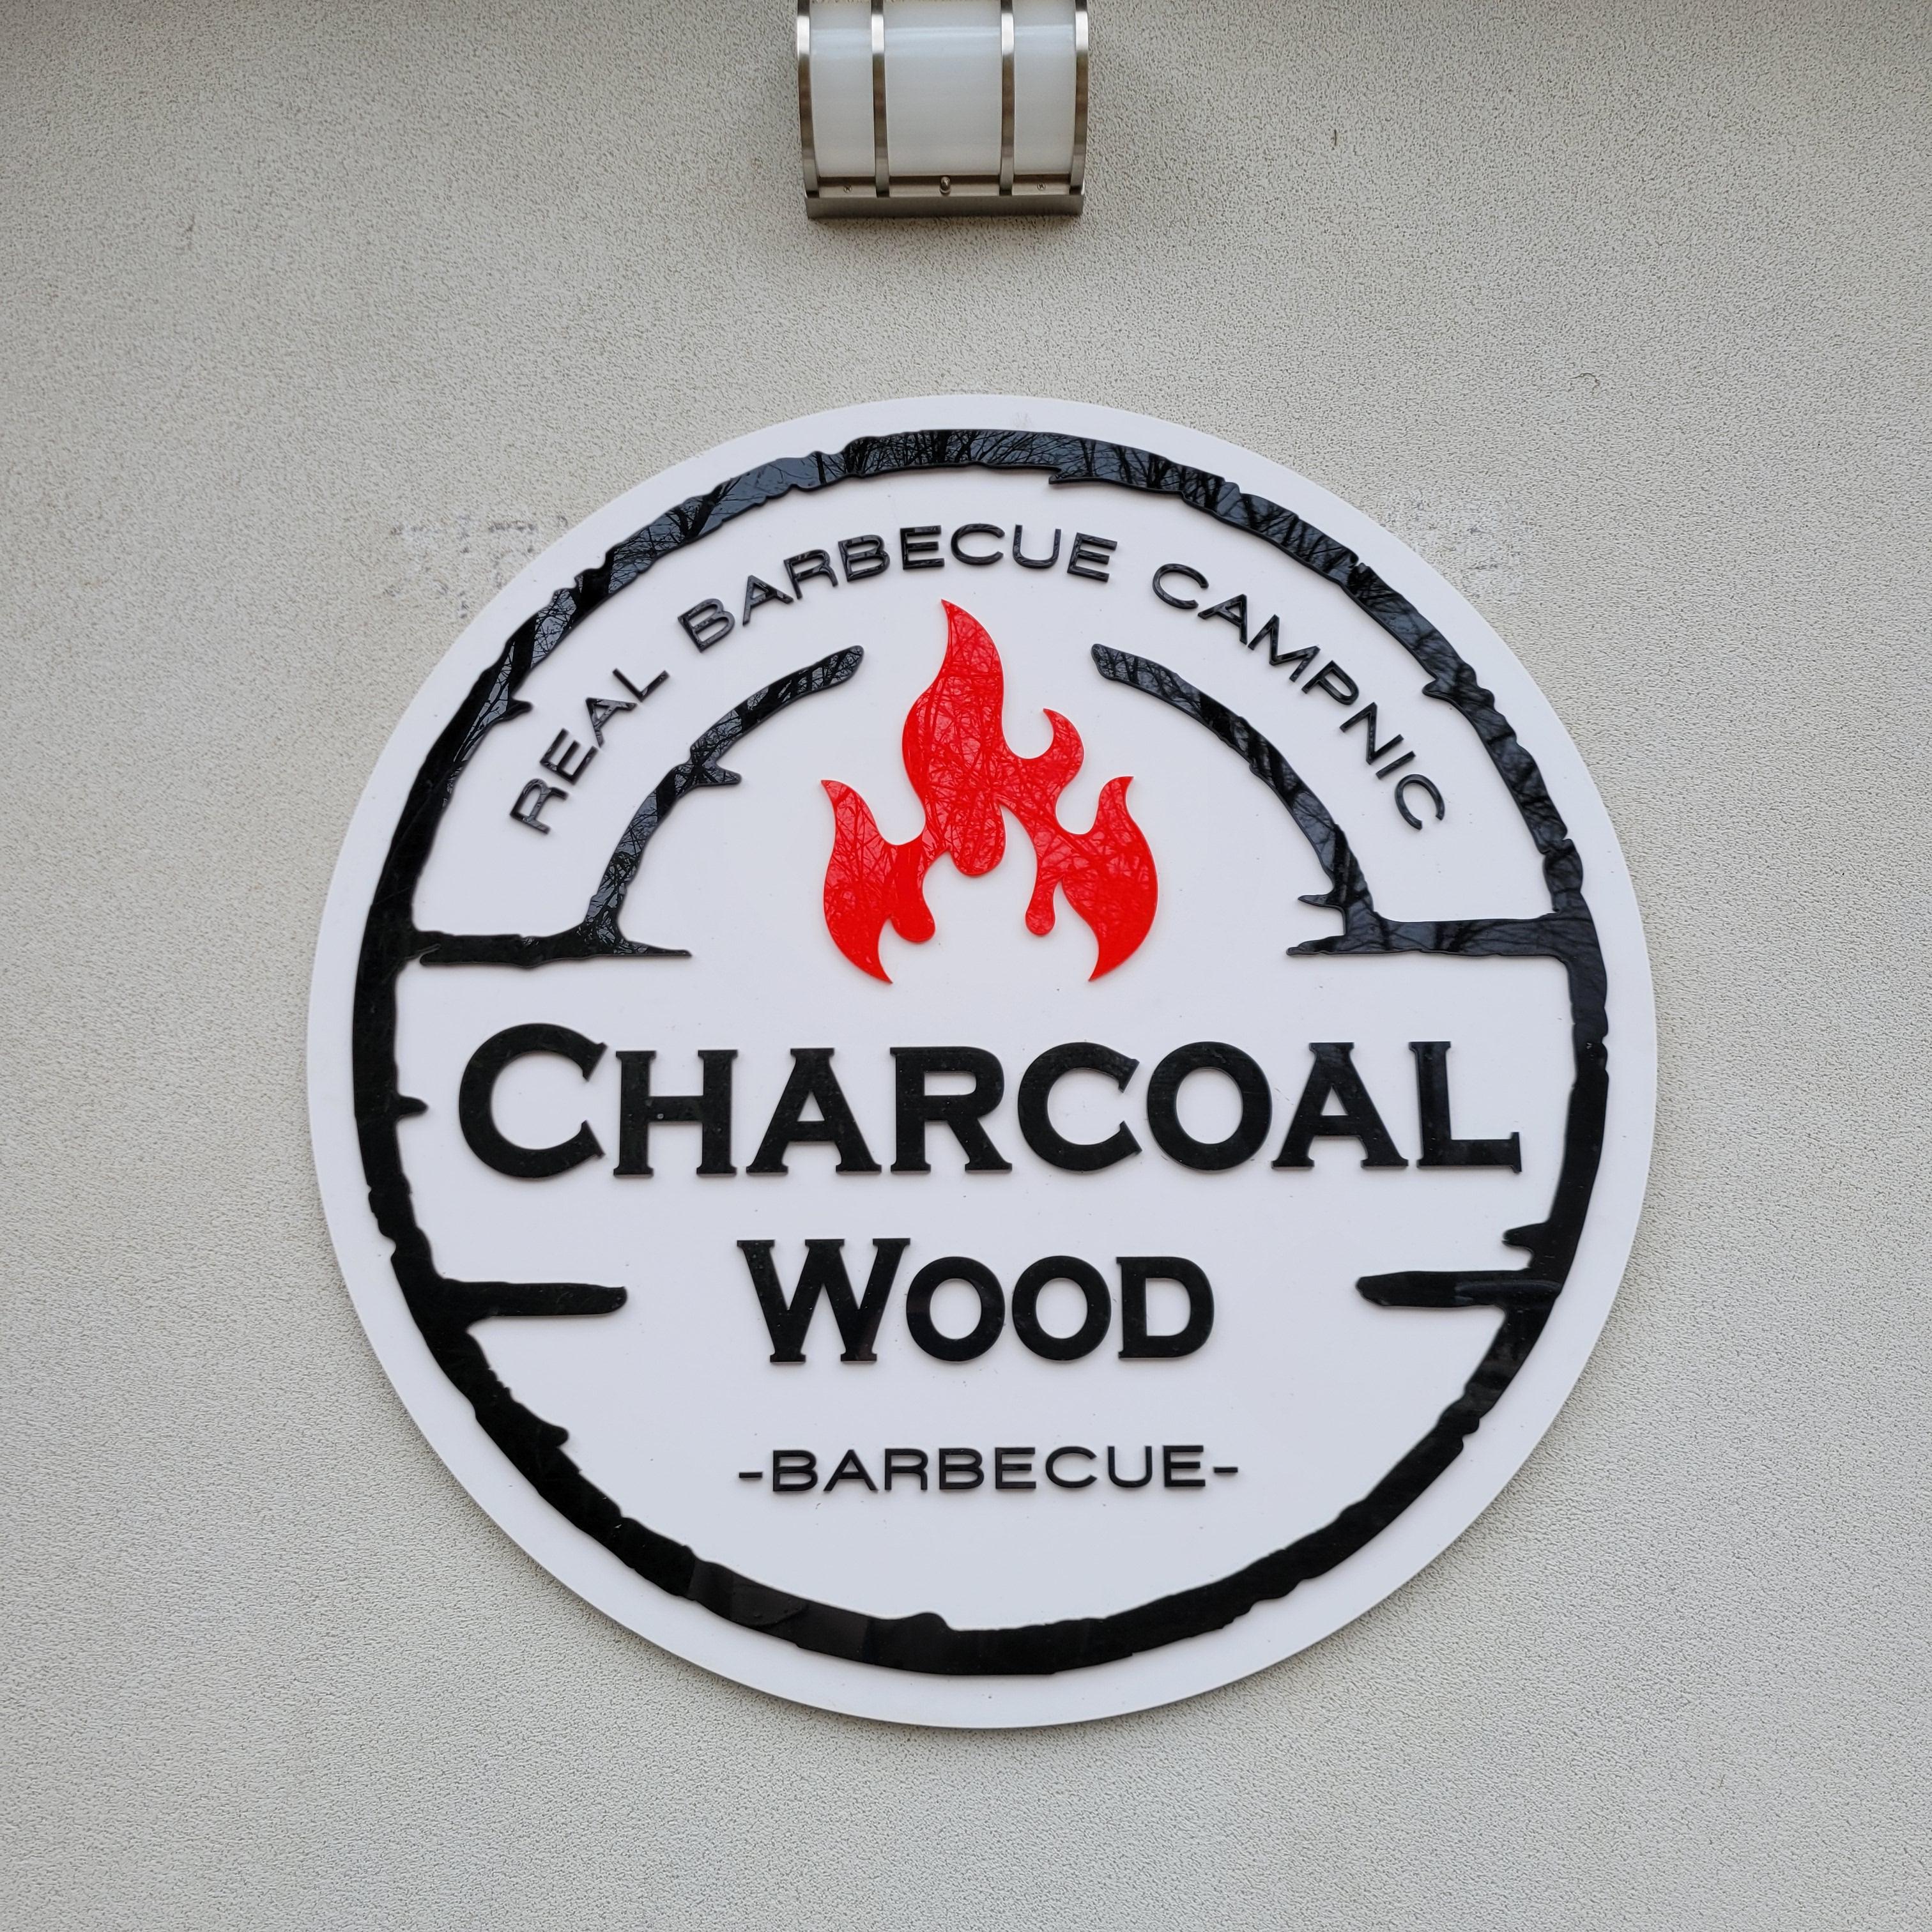 REAL BARBECUE CAMPNIC
CHARCOAL
WOOD
-BARBECUE-